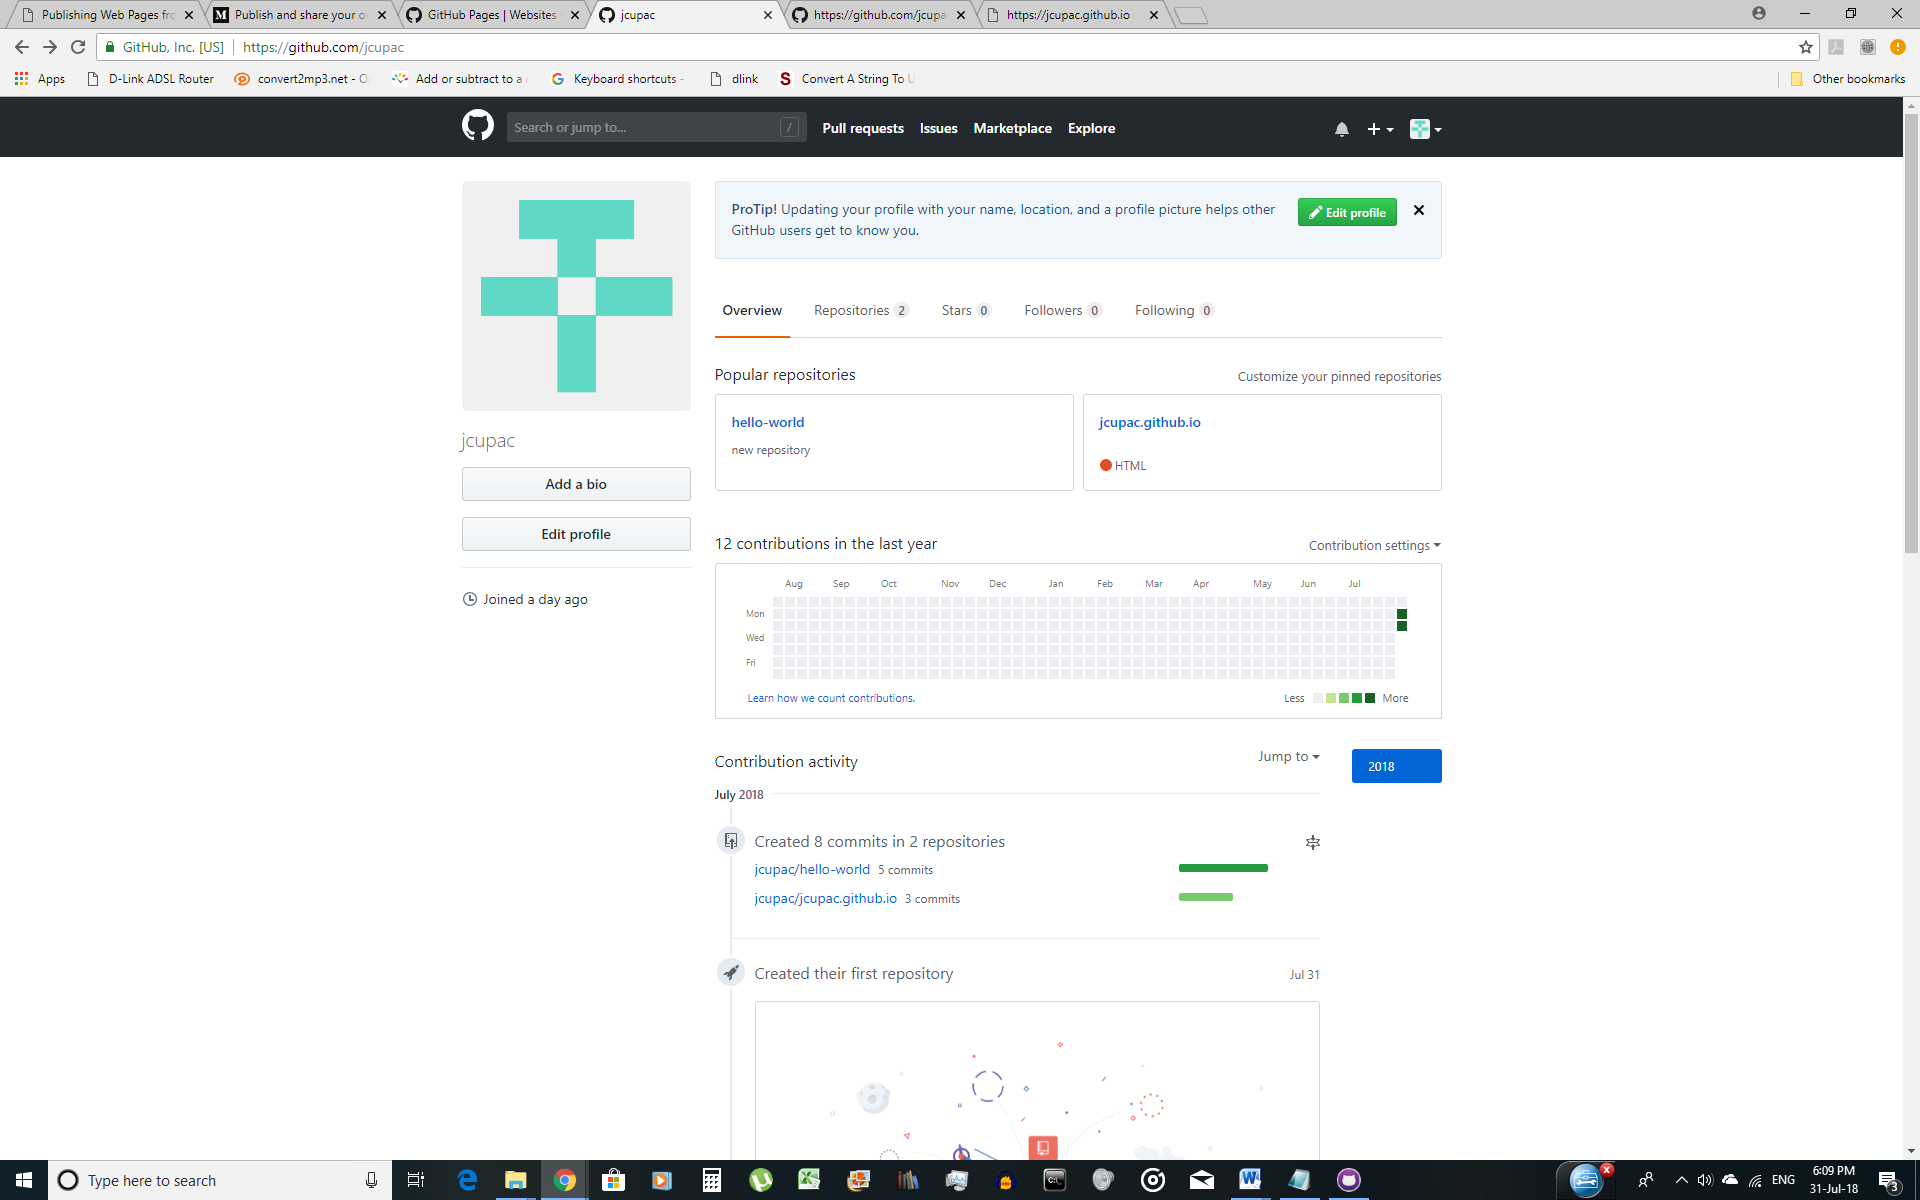 Publishing Web Pages fro
Publish and share your o
GitHub Pages | Websites
jcupac
https://github.com/jcupa
https://jcupac.github.io
GitHub, Inc. [US] https://github.com/jcupac
Apps
D-Link ADSL Router
convert2mp3.net - O
Add or subtract to a
Keyboard shortcuts -
dlink
Convert A String To U
Other bookmarks
Search or jump to... /
Pull requests Issues Marketplace Explore
ProTip! Updating your profile with your name, location, and a profile picture helps other
GitHub users get to know you.
Edit profile
jcupac
Add a bio
Edit profile
Joined a day ago
Overview Repositories 2 Stars 0 Followers 0 Following 0
Popular repositories
Customize your pinned repositories
hello-world
new repository
jcupac.github.io
HTML
12 contributions in the last year
Contribution settings
Aug Sep Oct Nov Dec Jan Feb Mar Apr May Jun Jul
Mon
Wed
Fri
Learn how we count contributions.
Less More
Contribution activity
Jump to
2018
July 2018
Created 8 commits in 2 repositories
jcupac/hello-world 5 commits
jcupac/jcupac.github.io 3 commits
Created their first repository
Jul 31
Type here to search
ENG
6:09 PM
31-Jul-18
3